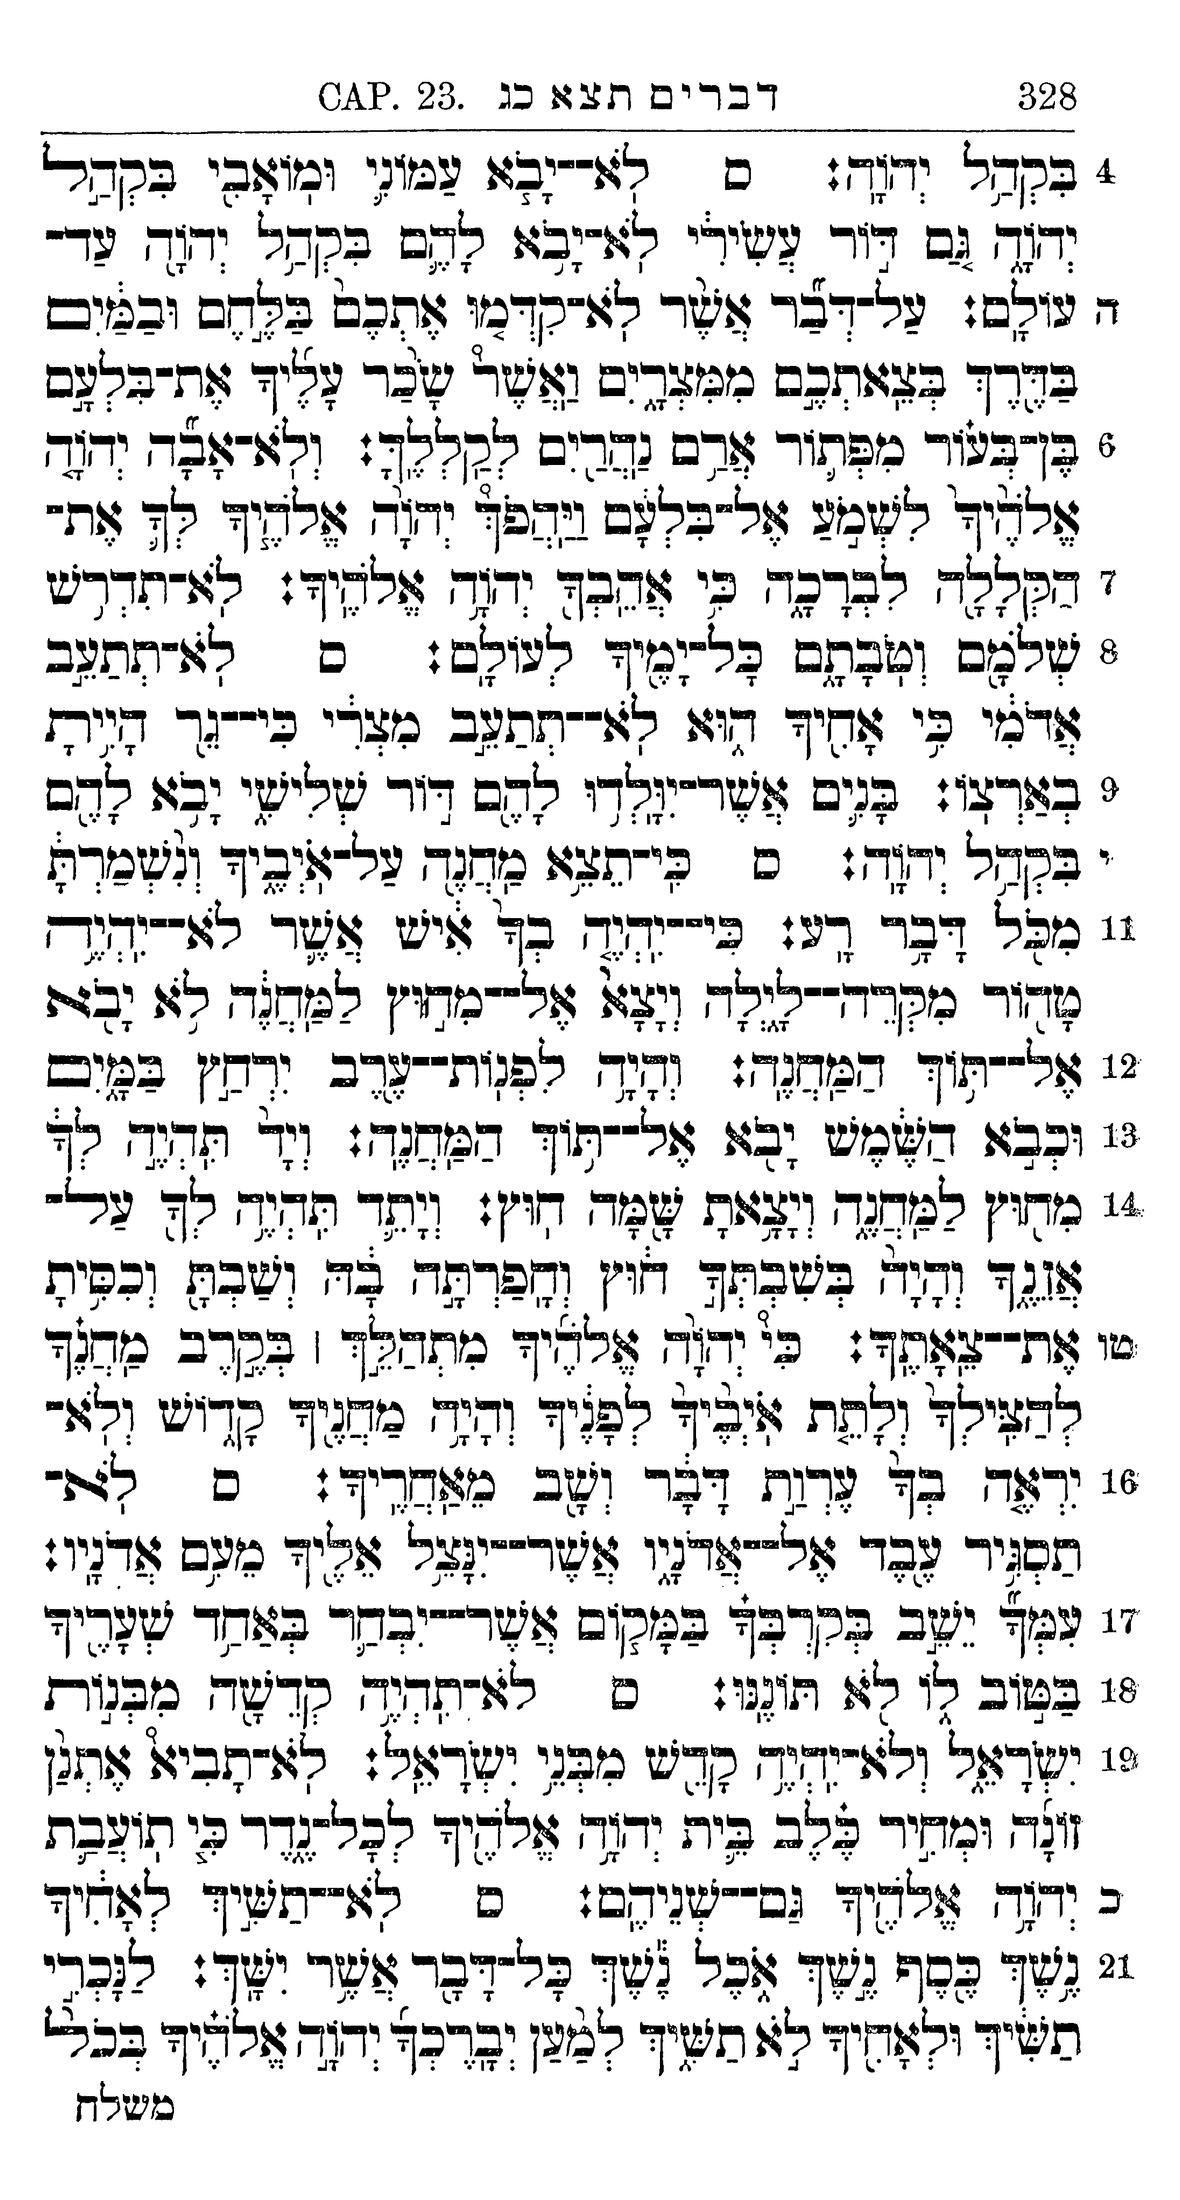 328 דברים תצא כג CAP. 23.
4 בִּקְהַ֥ל יְהוָֽה׃ ס לֹֽא־יָבֹ֧א עַמּוֹנִ֛י וּמוֹאָבִ֖י בִּקְהַ֣ל
יְהוָ֑ה גַּ֚ם דּ֣וֹר עֲשִׂירִ֔י לֹֽא־יָבֹ֥א לָהֶ֛ם בִּקְהַ֥ל יְהוָ֖ה עַד־
ה עוֹלָֽם׃ עַל־דְּבַ֞ר אֲשֶׁ֨ר לֹֽא־קִדְּמ֤וּ אֶתְכֶם֙ בַּלֶּ֣חֶם וּבַמַּ֔יִם
בַּדֶּ֖רֶךְ בְּצֵֽאתְכֶ֣ם מִמִּצְרָ֑יִם וַֽאֲשֶׁר֩ שָׂכַ֨ר עָלֶ֜יךָ אֶת־בִּלְעָ֣ם
6 בֶּן־בְּע֗וֹר מִפְּת֛וֹר אֲרַ֥ם נַֽהֲרַ֖יִם לְקַֽלְלֶֽךָּ׃ וְלֹֽא־אָבָ֞ה יְהוָ֤ה
אֱלֹהֶ֙יךָ֙ לִשְׁמֹ֣עַ אֶל־בִּלְעָ֔ם וַיַּֽהֲפֹךְ֩ יְהוָ֨ה אֱלֹהֶ֧יךָ לְּךָ֛ אֶת־
7 הַקְּלָלָ֖ה לִבְרָכָ֑ה כִּ֥י אֲהֵֽבְךָ֖ יְהוָ֥ה אֱלֹהֶֽיךָ׃ לֹֽא־תִדְרֹ֥שׁ
8 שְׁלֹמָ֖ם וְטֹֽבָתָ֑ם כָּל־יָמֶ֖יךָ לְעוֹלָֽם׃ ס לֹֽא־תְתַעֵ֣ב
אֲדֹמִ֔י כִּ֥י אָחִ֖יךָ ה֑וּא לֹֽא־תְתַעֵ֣ב מִצְרִ֔י כִּי־גֵ֖ר הָיִ֥יתָ
9 בְאַרְצֽוֹ׃ בָּנִ֛ים אֲשֶׁר־יִוָּֽלְד֥וּ לָהֶ֖ם דּ֣וֹר שְׁלִישִׁ֑י יָבֹ֥א לָהֶ֖ם
י בִּקְהַ֥ל יְהוָֽה׃ ס כִּֽי־תֵצֵ֥א מַֽחֲנֶ֖ה עַל־אֹֽיְבֶ֑יךָ וְנִ֨שְׁמַרְתָּ֔
11 מִכֹּ֖ל דָּבָ֥ר רָֽע׃ כִּי־יִֽהְיֶ֤ה בְךָ֙ אִ֔ישׁ אֲשֶׁ֛ר לֹא־יִֽהְיֶ֥ה
טָה֖וֹר מִקְּרֵה־לָ֑יְלָה וְיָצָא֙ אֶל־מִח֣וּץ לַֽמַּֽחֲנֶ֔ה לֹ֥א יָבֹ֖א
12 אֶל־תּ֥וֹךְ הַֽמַּֽחֲנֶֽה׃ וְהָיָ֥ה לִפְנֽוֹת־עֶ֖רֶב יִרְחַ֣ץ בַּמָּ֑יִם
13 וּכְבֹ֣א הַשֶּׁ֔מֶשׁ יָבֹ֖א אֶל־תּ֥וֹךְ הַֽמַּֽחֲנֶֽה׃ וְיָד֙ תִּֽהְיֶ֣ה לְךָ֔
14 מִח֖וּץ לַֽמַּֽחֲנֶ֑ה וְיָצָ֥אתָ שָׁ֖מָּה חֽוּץ׃ וְיָתֵ֛ד תִּֽהְיֶ֥ה לְךָ֖ עַל־
אֲזֵנֶ֑ךָ וְהָיָה֙ בְּשִׁבְתְּךָ֣ ח֔וּץ וְחָֽפַרְתָּ֣ה בָ֔הּ וְשַׁבְתָּ֖ וְכִסִּ֥יתָ
טו אֶת־צֵֽאָתֶֽךָ׃ כִּי֩ יְהוָ֨ה אֱלֹהֶ֜יךָ מִתְהַלֵּ֣ךְ ׀ בְּקֶ֣רֶב מַֽחֲנֶ֗ךָ
לְהַצִּֽילְךָ֙ וְלָתֵ֤ת אֹֽיְבֶ֙יךָ֙ לְפָנֶ֔יךָ וְהָיָ֥ה מַֽחֲנֶ֖יךָ קָד֑וֹשׁ וְלֹֽא־
16 יִרְאֶ֤ה בְךָ֙ עֶרְוַ֣ת דָּבָ֔ר וְשָׁ֖ב מֵאַֽחֲרֶֽיךָ׃ ס לֹֽא־
תַסְגִּ֥יר עֶ֖בֶד אֶל־אֲדֹנָ֑יו אֲשֶׁר־יִנָּצֵ֥ל אֵלֶ֖יךָ מֵעִ֥ם אֲדֹנָֽיו׃
17 עִמְּךָ֞ יֵשֵׁ֣ב בְּקִרְבְּךָ֗ בַּמָּק֧וֹם אֲשֶׁר־יִבְחַ֛ר בְּאַחַ֥ד שְׁעָרֶ֖יךָ
18 בַּטּ֣וֹב ל֑וֹ לֹ֖א תּוֹנֶֽנּוּ׃ ס לֹא־תִֽהְיֶ֥ה קְדֵשָׁ֖ה מִבְּנ֣וֹת
19 יִשְׂרָאֵ֑ל וְלֹֽא־יִֽהְיֶ֥ה קָדֵ֖שׁ מִבְּנֵ֥י יִשְׂרָאֵֽל׃ לֹֽא־תָבִיא֩ אֶתְנַ֨ן
זוֹנָ֜ה וּמְחִ֣יר כֶּ֗לֶב בֵּ֛ית יְהוָ֥ה אֱלֹהֶ֖יךָ לְכָל־נֶ֑דֶר כִּ֧י תֽוֹעֲבַ֛ת
כ יְהוָ֥ה אֱלֹהֶ֖יךָ גַּם־שְׁנֵיהֶֽם׃ ס לֹֽא־תַשִּׁ֣יךְ לְאָחִ֔יךָ
21 נֶ֥שֶׁךְ כֶּ֖סֶף נֶ֣שֶׁךְ אֹ֑כֶל נֶ֕שֶׁךְ כָּל־דָּבָ֖ר אֲשֶׁ֥ר יִשָּֽׁךְ׃ לַנָּכְרִ֣י
תַשִּׁ֔יךְ וּלְאָחִ֖יךָ לֹ֣א תַשִּׁ֑יךְ לְמַ֨עַן יְבָֽרֶכְךָ֜ יְהוָ֣ה אֱלֹהֶ֗יךָ בְּכֹל֙
משלח